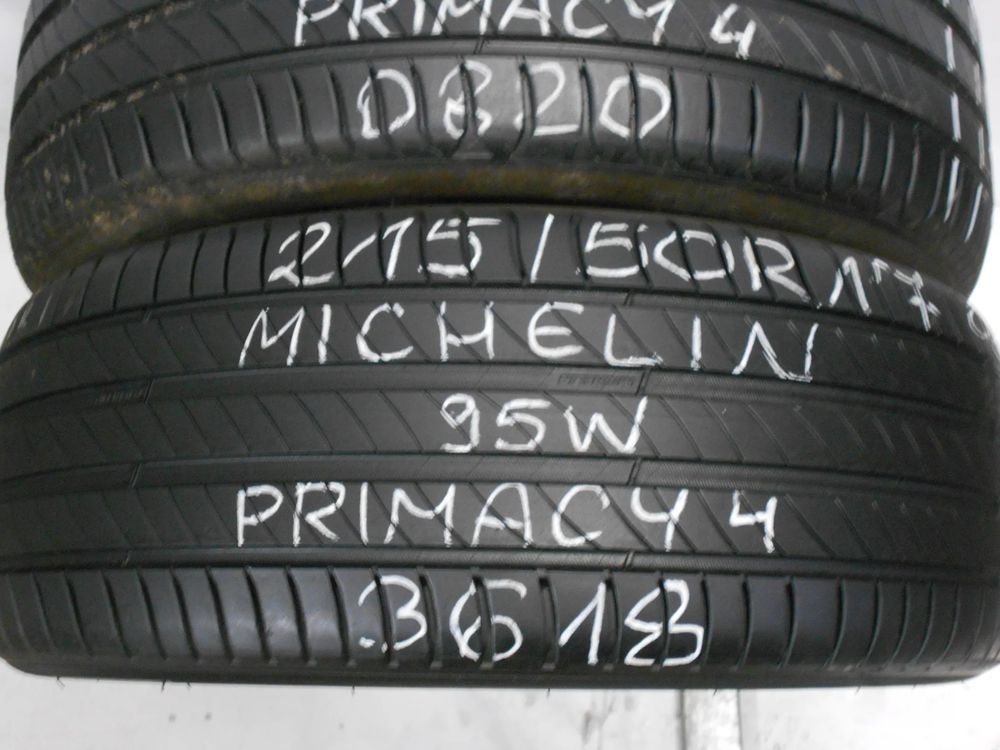 PRIMACY 4
0820
215/50R17
MICHELIN
95W
PRIMACY 4
3618